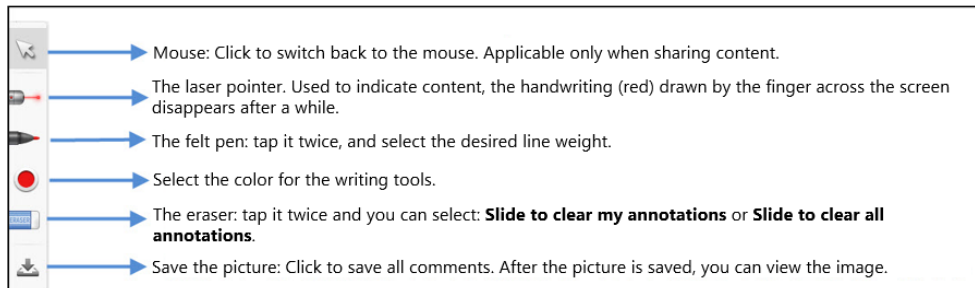 Mouse: Click to switch back to the mouse. Applicable only when sharing content.
The laser pointer. Used to indicate content, the handwriting (red) drawn by the finger across the screen
disappears after a while.
The felt pen: tap it twice, and select the desired line weight.
Select the color for the writing tools.
ERASER
The eraser: tap it twice and you can select: Slide to clear my annotations or Slide to clear all
annotations.
Save the picture: Click to save all comments. After the picture is saved, you can view the image.